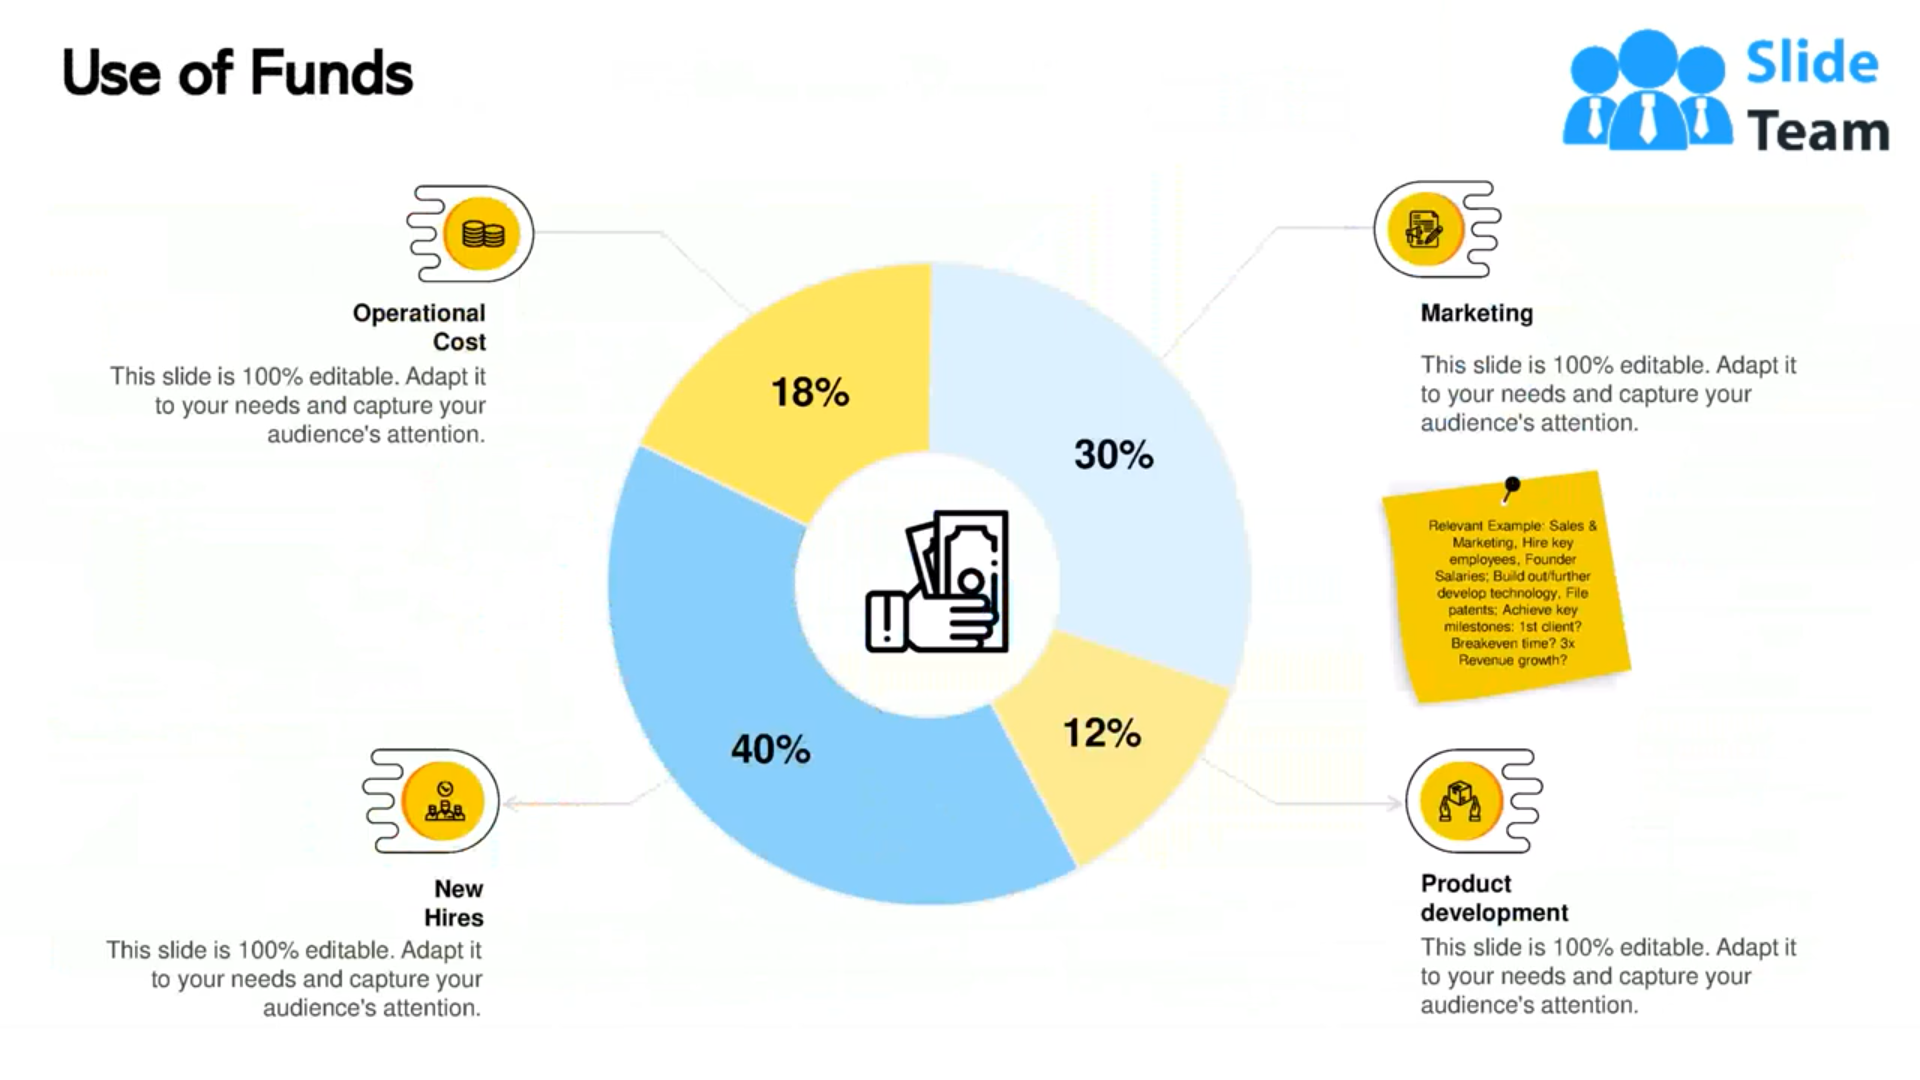 Use of Funds
Slide
Team
Operational
Cost
This slide is 100% editable. Adapt it
to your needs and capture your
audience's attention.
Marketing
This slide is 100% editable. Adapt it
to your needs and capture your
audience's attention.
18%
30%
40%
12%
Relevant Example: Sales &
Marketing, Hire key
employees, Founder
Salaries; Build out/further
develop technology, File
patents; Achieve key
milestones: 1st client?
Breakeven time? 3x
Revenue growth?
New
Hires
This slide is 100% editable. Adapt it
to your needs and capture your
audience's attention.
Product
development
This slide is 100% editable. Adapt it
to your needs and capture your
audience's attention.